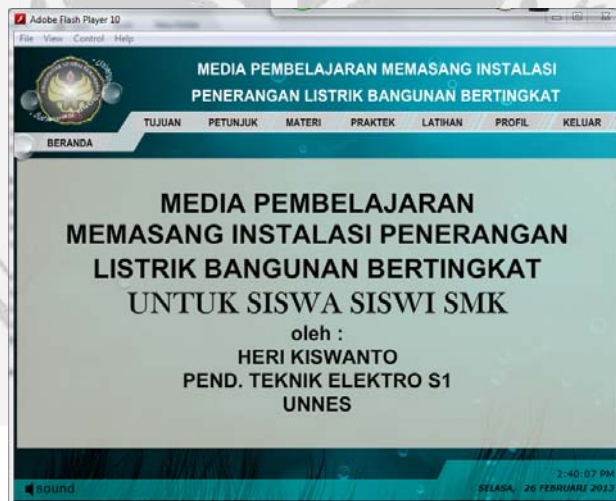 Adobe Flash Player 10
File View Control Help
MEDIA PEMBELAJARAN MEMASANG INSTALASI
PENERANGAN LISTRIK BANGUNAN BERTINGKAT
TUJUAN PETUNJUK MATERI PRAKTEK LATIHAN PROFIL KELUAR
BERANDA
MEDIA PEMBELAJARAN
MEMASANG INSTALASI PENERANGAN
LISTRIK BANGUNAN BERTINGKAT
UNTUK SISWA SISWI SMK
oleh :
HERI KISWANTO
PEND. TEKNIK ELEKTRO S1
UNNES
2:40:07 PM
sound
SELASA, 26 FEBRUARI 2013